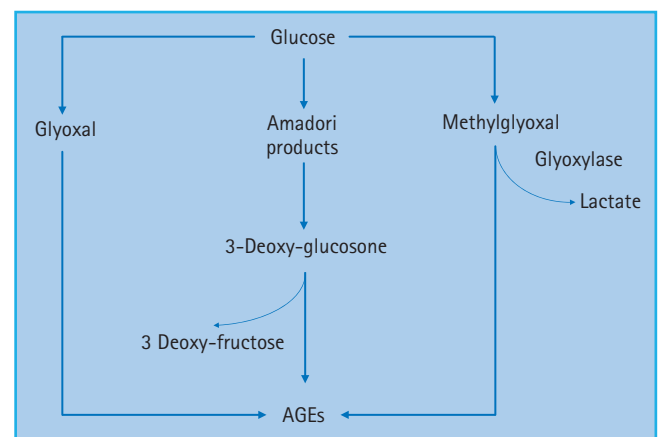 Glucose
Glyoxal
Amadori
products
Methylglyoxal
Glyoxylase
Lactate
3-Deoxy-glucosone
3 Deoxy-fructose
AGEs